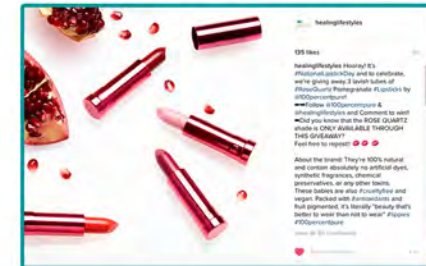 healinglifestyles
135 likes
healinglifestyles Hooray! It's
#NationalLipstickDay and to celebrate,
we're giving away 3 lavish tubes of
#RoseQuartz Pomegranate #Lipsticks by
@100percentpure!
Follow @100percentpure &
@healinglifestyles and Comment to win!!
Did you know that the ROSE QUARTZ
shade is ONLY AVAILABLE THROUGH
THIS GIVEAWAY?
Feel free to repost!!
About the brand: They're 100% natural
and contain absolutely no artificial dyes,
synthetic fragrances, chemical
preservatives, or any other toxins.
These babies are also #crueltyfree and
vegan. Packed with #antioxidants and
fruit pigmented, it's literally "beauty that's
better to wear than not to wear" #lippies
#100percentpure